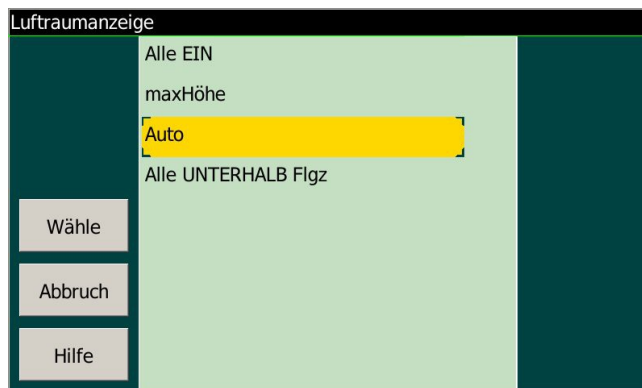 Luftraumanzeige
Alle EIN
maxHöhe
Auto
Alle UNTERHALB Flgz
Wähle
Abbruch
Hilfe